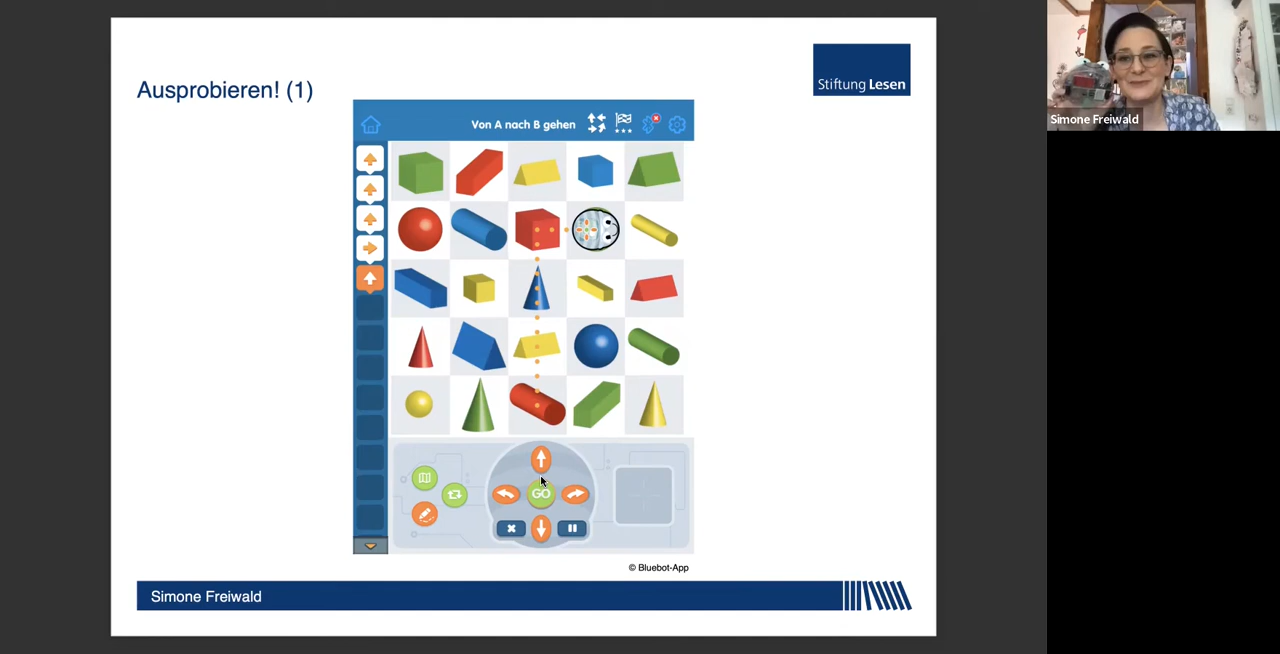 Ausprobieren! (1)
Stiftung Lesen
Von A nach B gehen
GO
© Bluebot-App
Simone Freiwald
Simone Freiwald